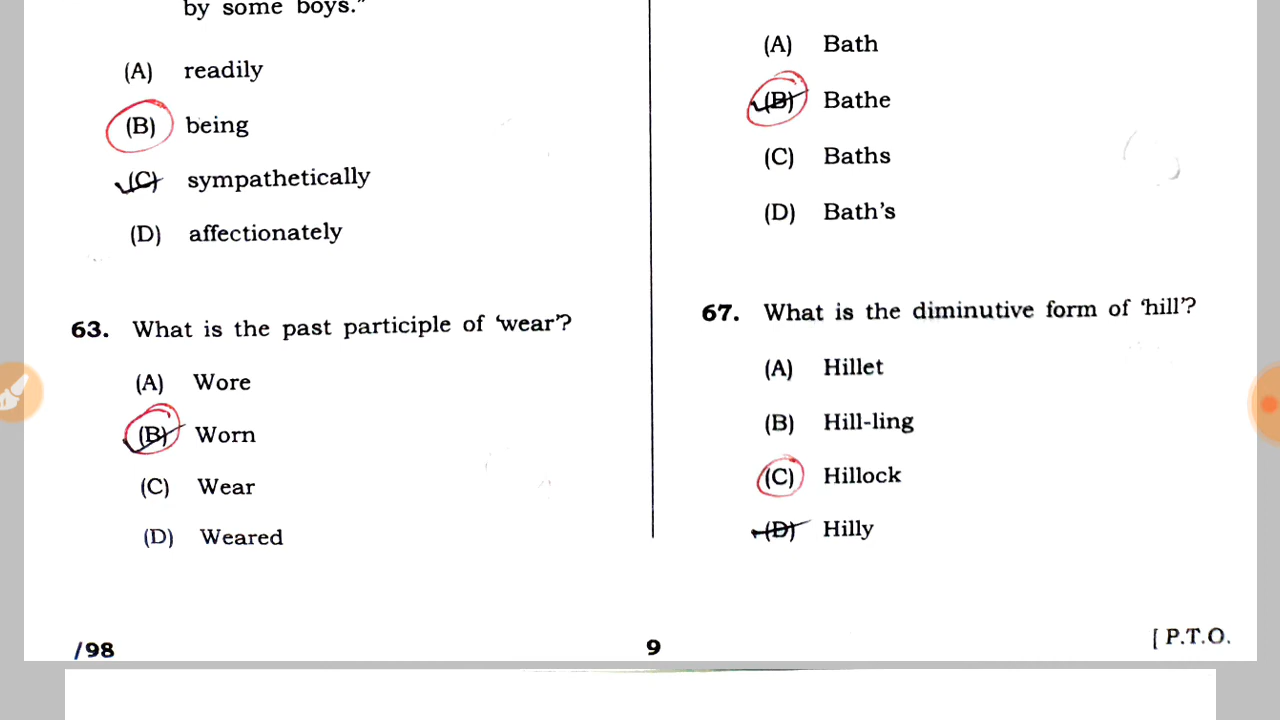 by some boys."
(A) readily
(B) being
(C) sympathetically
(D) affectionately
63. What is the past participle of 'wear'?
(A) Wore
(B) Worn
(C) Wear
(D) Weared
(A) Bath
(B) Bathe
(C) Baths
(D) Bath's
67. What is the diminutive form of 'hill'?
(A) Hillet
(B) Hill-ling
(C) Hillock
(D) Hilly
/98
9
[ P.T.O.